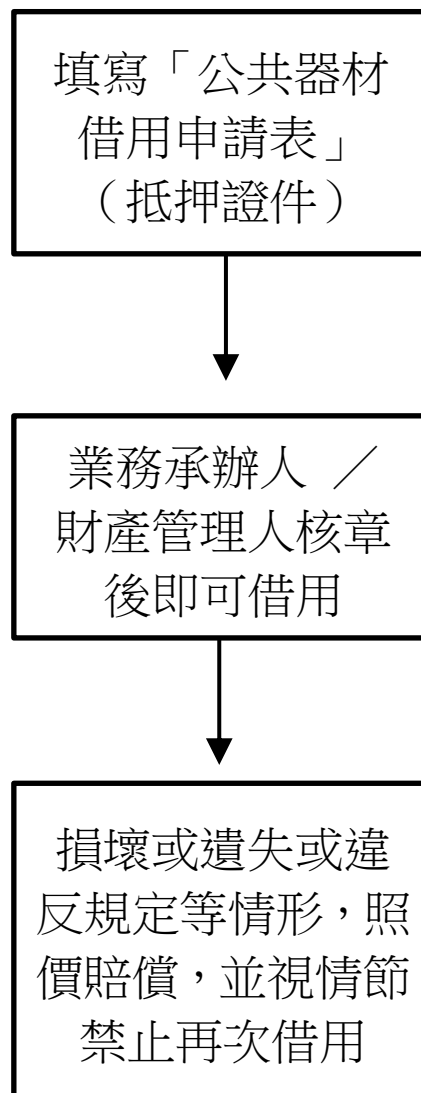 填寫「公共器材
借用申請表」
（抵押證件）
業務承辦人 ／
財產管理人核章
後即可借用
損壞或遺失或違
反規定等情形，照
價賠償，並視情節
禁止再次借用